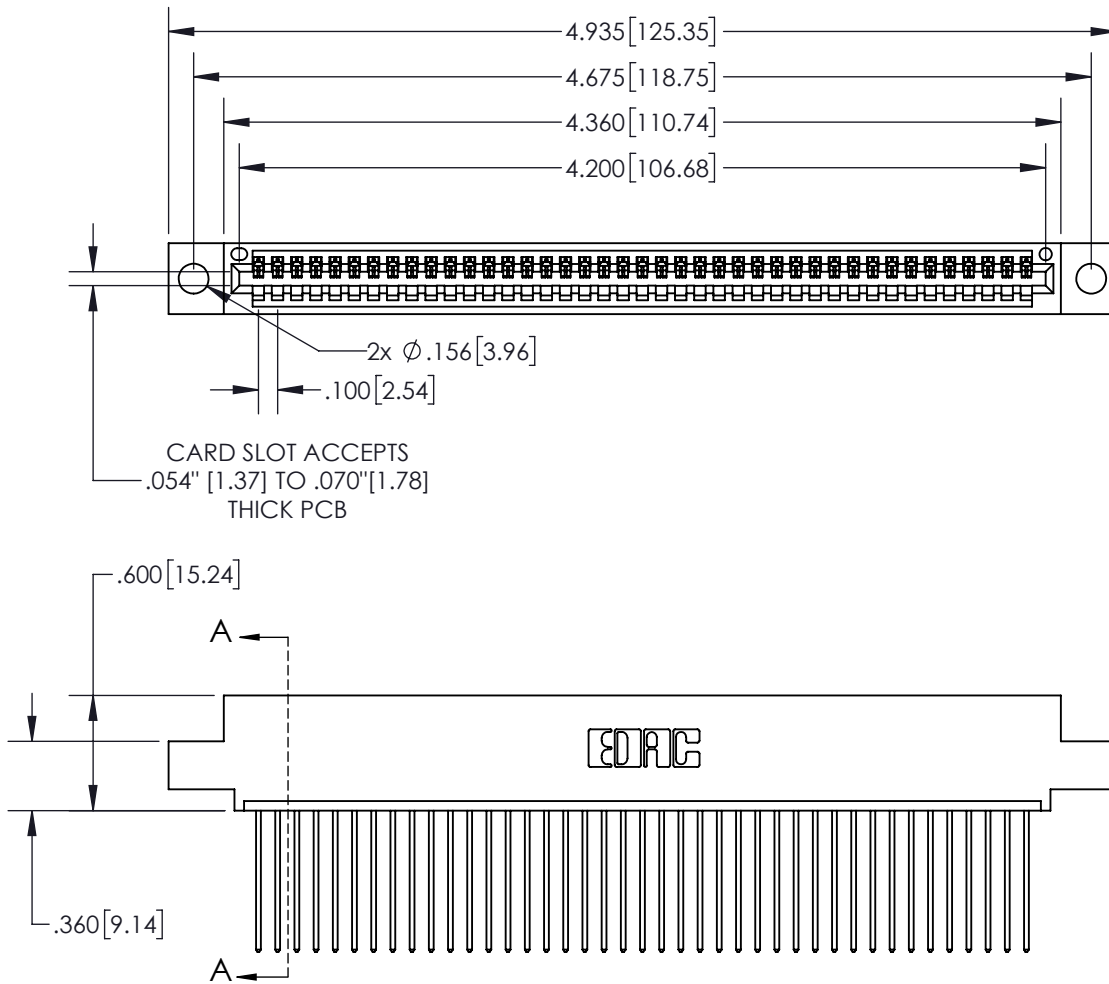 4.935[125.35]
4.675[118.75]
4.360[110.74]
4.200[106.68]
2x Ø .156[3.96]
.100[2.54]
CARD SLOT ACCEPTS
.054" [1.37] TO .070"[1.78]
THICK PCB
.600[15.24]
A
EDAC
.360[9.14]
A